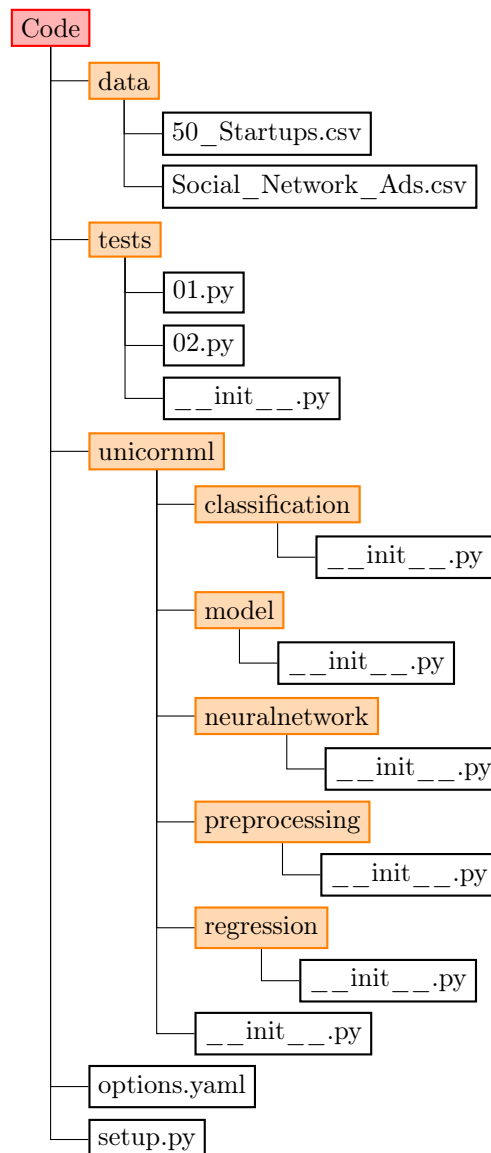 Code
data
50_Startups.csv
Social_Network_Ads.csv
tests
01.py
02.py
__init__.py
unicornml
classification
__init__.py
model
__init__.py
neuralnetwork
__init__.py
preprocessing
__init__.py
regression
__init__.py
__init__.py
options.yaml
setup.py